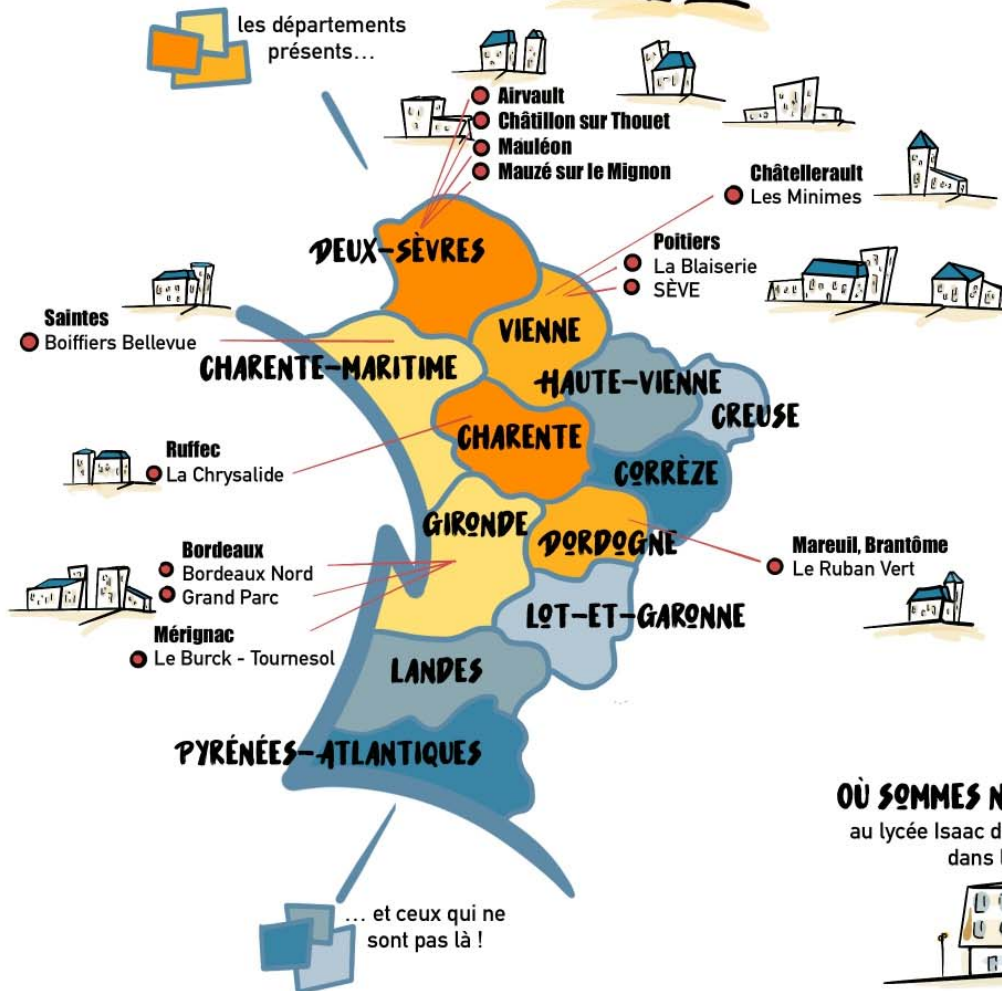 les départements
présents...
Airvault
Châtillon sur Thouet
Mauléon
Mauzé sur le Mignon
Châtellerault
Les Minimes
Poitiers
La Blaiserie
SÈVE
DEUX-SÈVRES
VIENNE
Saintes
Boiffiers Bellevue
CHARENTE-MARITIME
HAUTE-VIENNE
CREUSE
CHARENTE
CORRÈZE
Ruffec
La Chrysalide
GIRONDE
DORDOGNE
Mareuil, Brantôme
Le Ruban Vert
Bordeaux
Bordeaux Nord
Grand Parc
Mérignac
Le Burck - Tournesol
LOT-ET-GARONNE
LANDES
PYRÉNÉES-ATLANTIQUES
OÙ SOMMES
au lycée Isaac
dans
... et ceux qui ne
sont pas là !